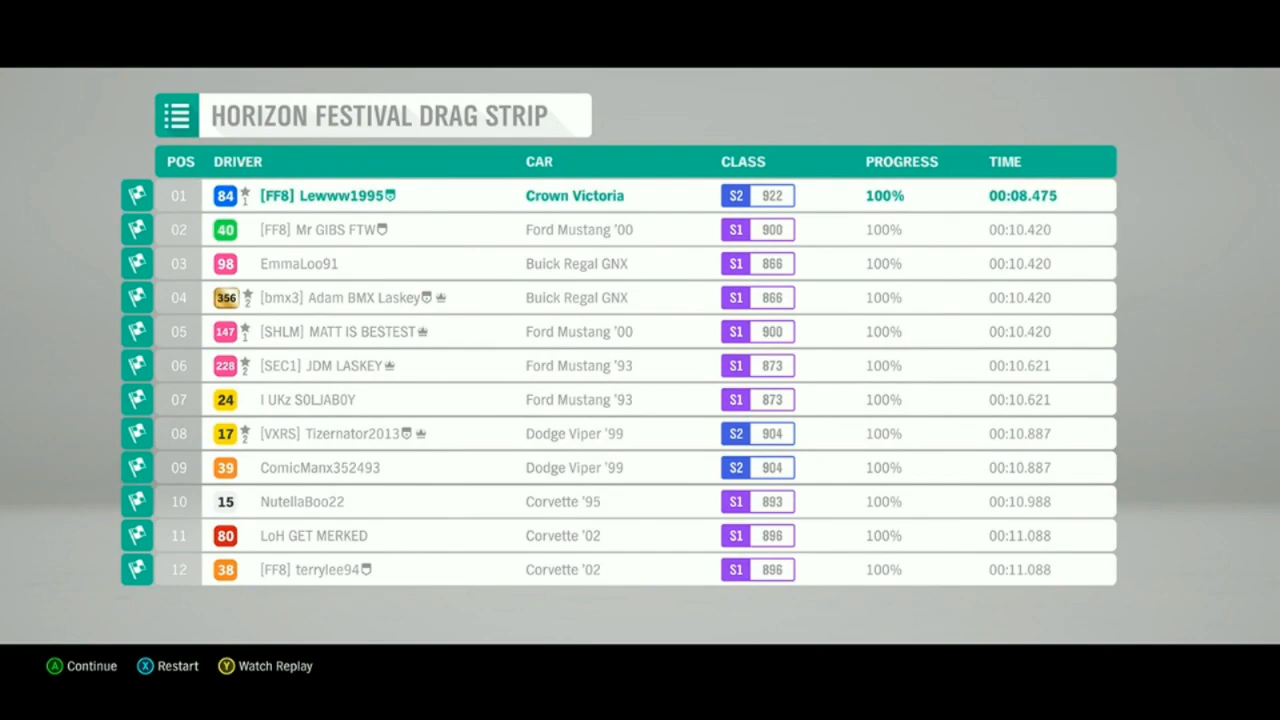 HORIZON FESTIVAL DRAG STRIP
POS DRIVER CAR CLASS PROGRESS TIME
01 84 1 [FF8] Lewww1995 Crown Victoria S2 922 100% 00:08.475
02 40 [FF8] Mr GIBS FTW Ford Mustang '00 S1 900 100% 00:10.420
03 98 EmmaLoo91 Buick Regal GNX S1 866 100% 00:10.420
04 356 2 [bmx3] Adam BMX Laskey Buick Regal GNX S1 866 100% 00:10.420
05 147 1 [SHLM] MATT IS BESTEST Ford Mustang '00 S1 900 100% 00:10.420
06 228 2 [SEC1] JDM LASKEY Ford Mustang '93 S1 873 100% 00:10.621
07 24 I UKz S0LJAB0Y Ford Mustang '93 S1 873 100% 00:10.621
08 17 2 [VXRS] Tizernator2013 Dodge Viper '99 S2 904 100% 00:10.887
09 39 ComicManx352493 Dodge Viper '99 S2 904 100% 00:10.887
10 15 NutellaBoo22 Corvette '95 S1 893 100% 00:10.988
11 80 LoH GET MERKED Corvette '02 S1 896 100% 00:11.088
12 38 [FF8] terrylee94 Corvette '02 S1 896 100% 00:11.088
A Continue X Restart Y Watch Replay